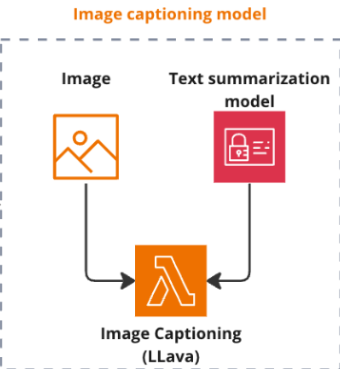 Image captioning model
Image
Text summarization
model
Image Captioning
(LLava)